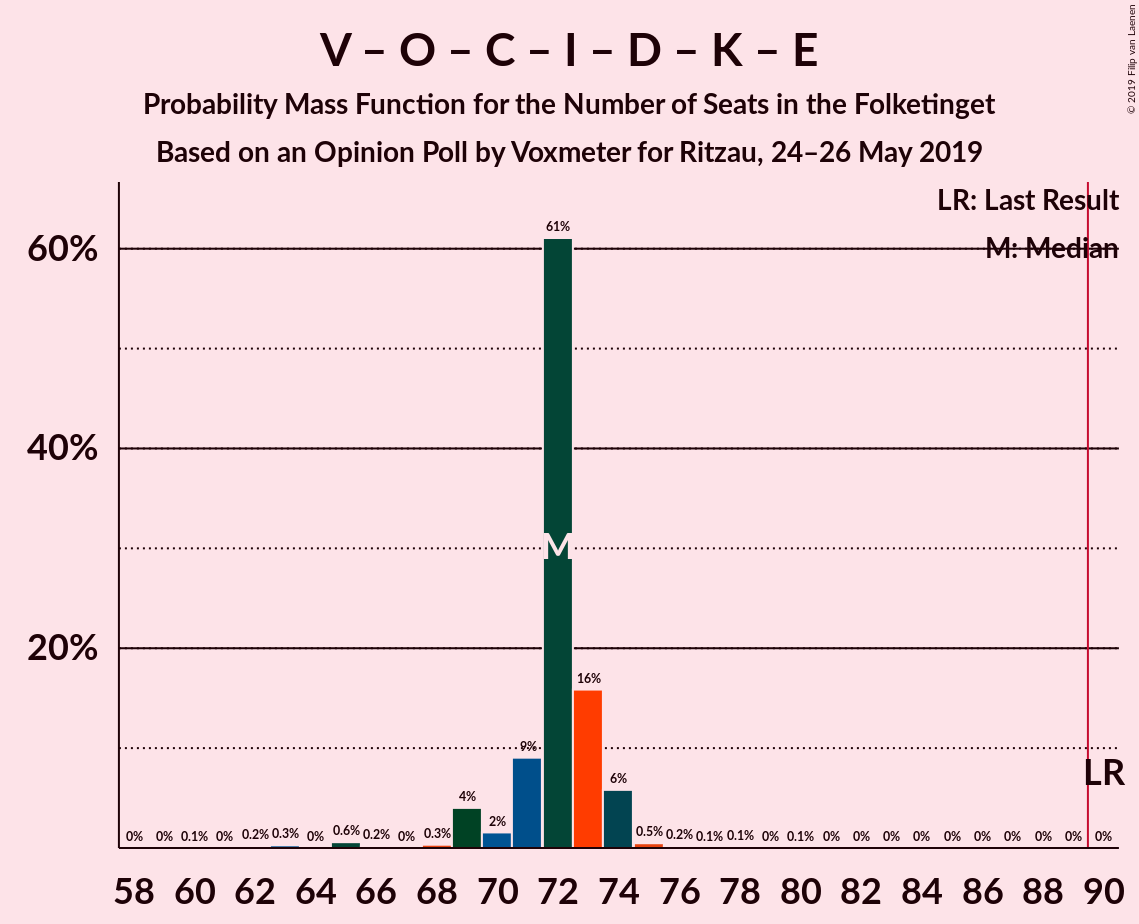 V – O – C – I – D – K – E
Probability Mass Function for the Number of Seats in the Folketinget
Based on an Opinion Poll by Voxmeter for Ritzau, 24–26 May 2019
© 2019 Filip van Laenen
LR: Last Result
M: Median
60%
40%
20%
0% 0% 0.1% 0% 0.2% 0.3% 0% 0.6% 0.2% 0% 0.3% 4% 2% 9% 61% 16% 6% 0.5% 0.2% 0.1% 0.1% 0% 0.1% 0% 0% 0% 0% 0% 0% 0% 0% 0% 0%
M
LR
58 60 62 64 66 68 70 72 74 76 78 80 82 84 86 88 90